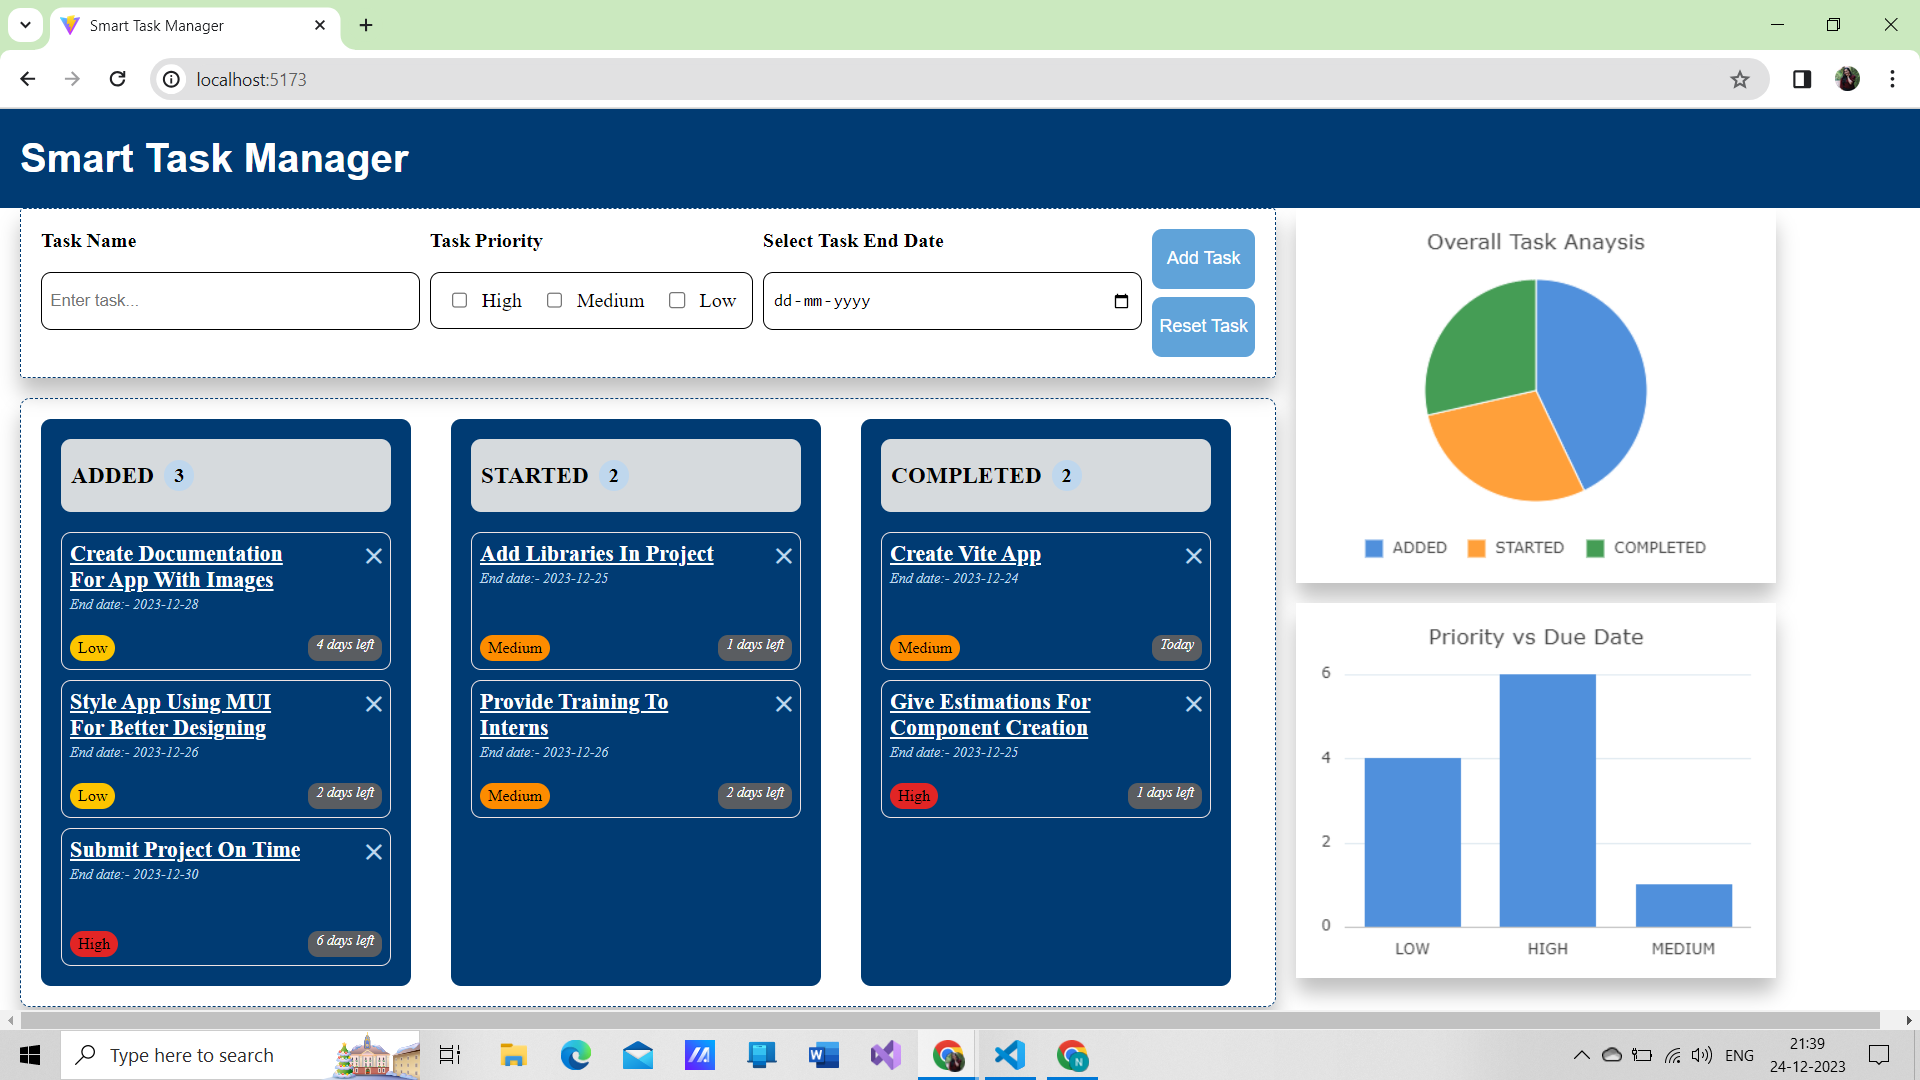 Smart Task Manager
localhost:5173
Smart Task Manager
Task Name
Enter task...
Task Priority
High
Medium
Low
Select Task End Date
dd-mm-yyyy
Add Task
Reset Task
ADDED 3
Create Documentation
For App With Images
End date:- 2023-12-28
Low
4 days left
Style App Using MUI
For Better Designing
End date:- 2023-12-26
Low
2 days left
Submit Project On Time
End date:- 2023-12-30
High
6 days left
STARTED 2
Add Libraries In Project
End date:- 2023-12-25
Medium
1 days left
Provide Training To
Interns
End date:- 2023-12-26
Medium
2 days left
COMPLETED 2
Create Vite App
End date:- 2023-12-24
Medium
Today
Give Estimations For
Component Creation
End date:- 2023-12-25
High
1 days left
Overall Task Anaysis
ADDED
STARTED
COMPLETED
Priority vs Due Date
6
4
2
0
LOW
HIGH
MEDIUM
Type here to search
W
N
ENG
21:39
24-12-2023